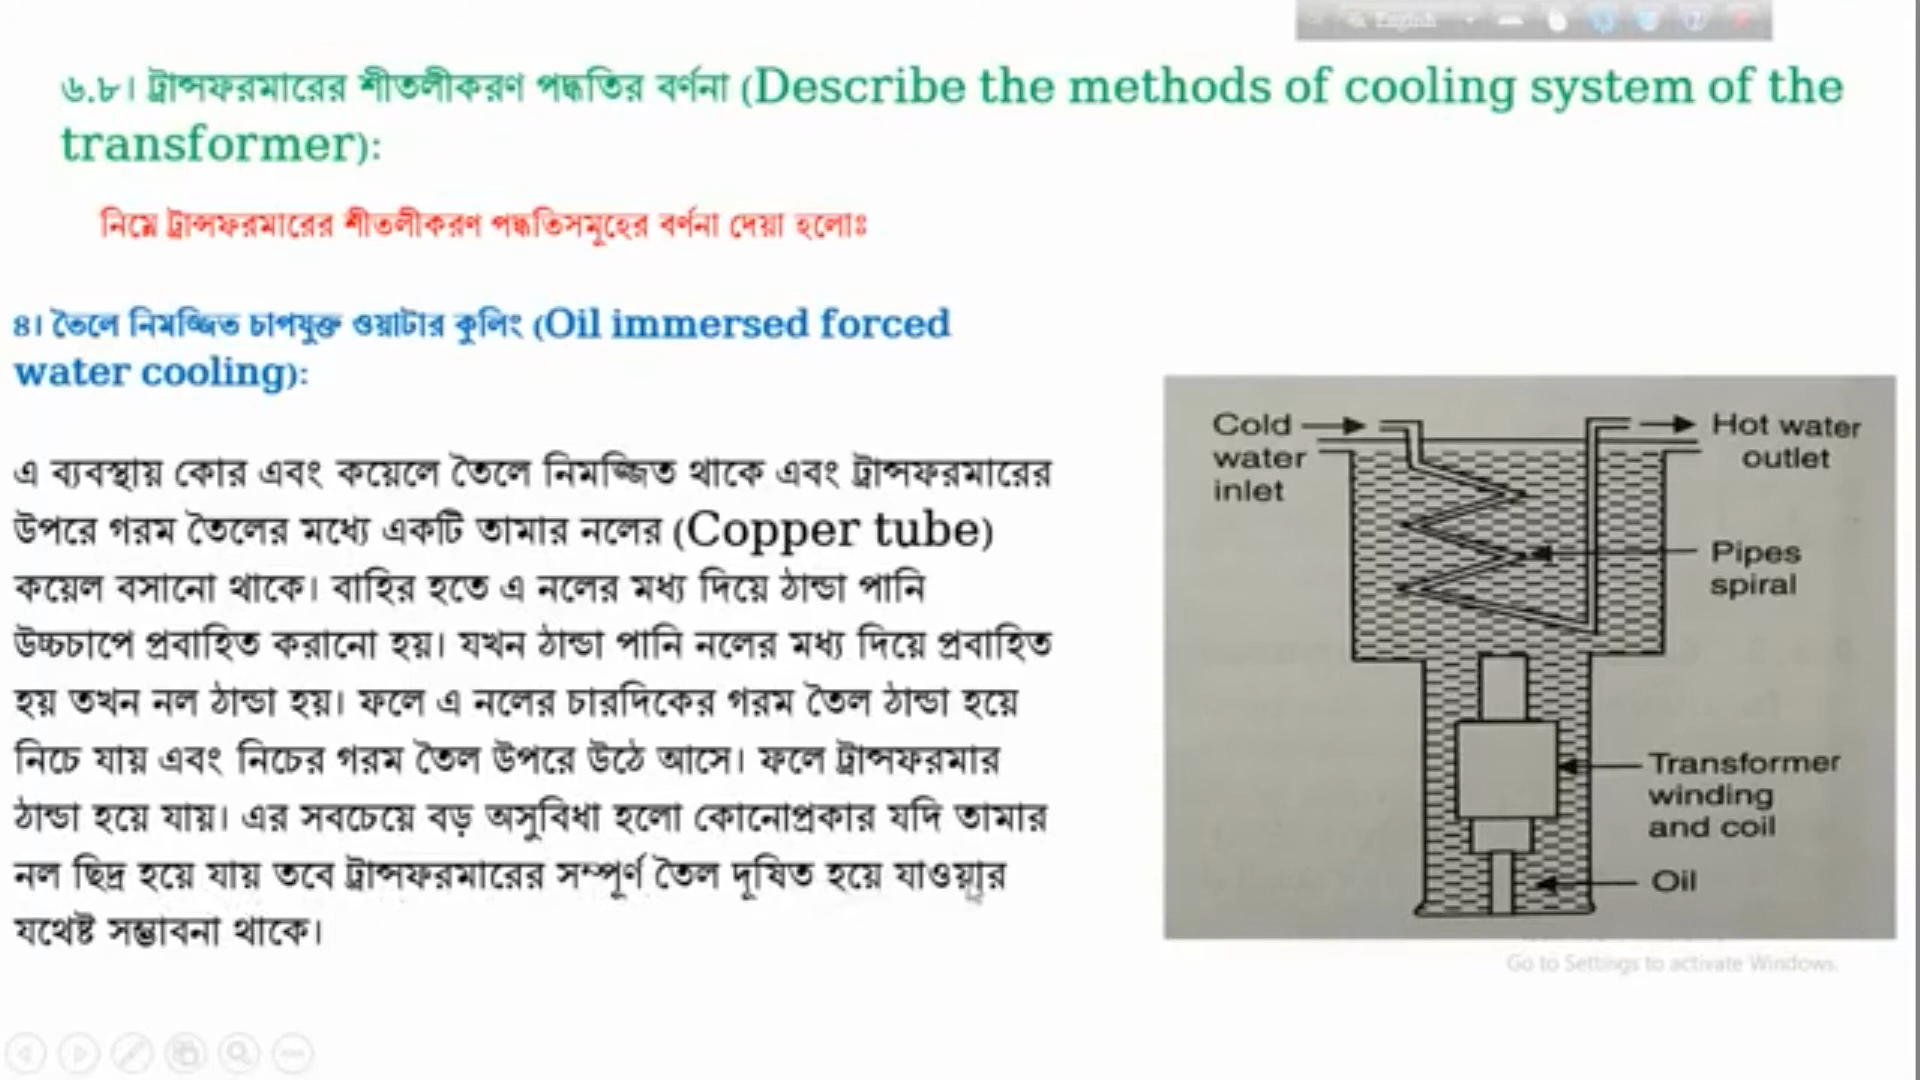 English
৬.৮। ট্রান্সফরমারের শীতলীকরণ পদ্ধতির বর্ণনা (Describe the methods of cooling system of the
transformer):
নিম্নে ট্রান্সফরমারের শীতলীকরণ পদ্ধতিসমূহের বর্ণনা দেয়া হলোঃ
৪। তৈলে নিমজ্জিত চাপযুক্ত ওয়াটার কুলিং (Oil immersed forced
water cooling):
এ ব্যবস্থায় কোর এবং কয়েলে তৈলে নিমজ্জিত থাকে এবং ট্রান্সফরমারের
উপরে গরম তৈলের মধ্যে একটি তামার নলের (Copper tube)
কয়েল বসানো থাকে। বাহির হতে এ নলের মধ্য দিয়ে ঠান্ডা পানি
উচ্চচাপে প্রবাহিত করানো হয়। যখন ঠান্ডা পানি নলের মধ্য দিয়ে প্রবাহিত
হয় তখন নল ঠান্ডা হয়। ফলে এ নলের চারদিকের গরম তৈল ঠান্ডা হয়ে
নিচে যায় এবং নিচের গরম তৈল উপরে উঠে আসে। ফলে ট্রান্সফরমার
ঠান্ডা হয়ে যায়। এর সবচেয়ে বড় অসুবিধা হলো কোনোপ্রকার যদি তামার
নল ছিদ্র হয়ে যায় তবে ট্রান্সফরমারের সম্পূর্ণ তৈল দূষিত হয়ে যাওয়ার
যথেষ্ট সম্ভাবনা থাকে।
Cold
water
inlet
Hot water
outlet
Pipes
spiral
Transformer
winding
and coil
Oil
Go to Settings to activate Windows.